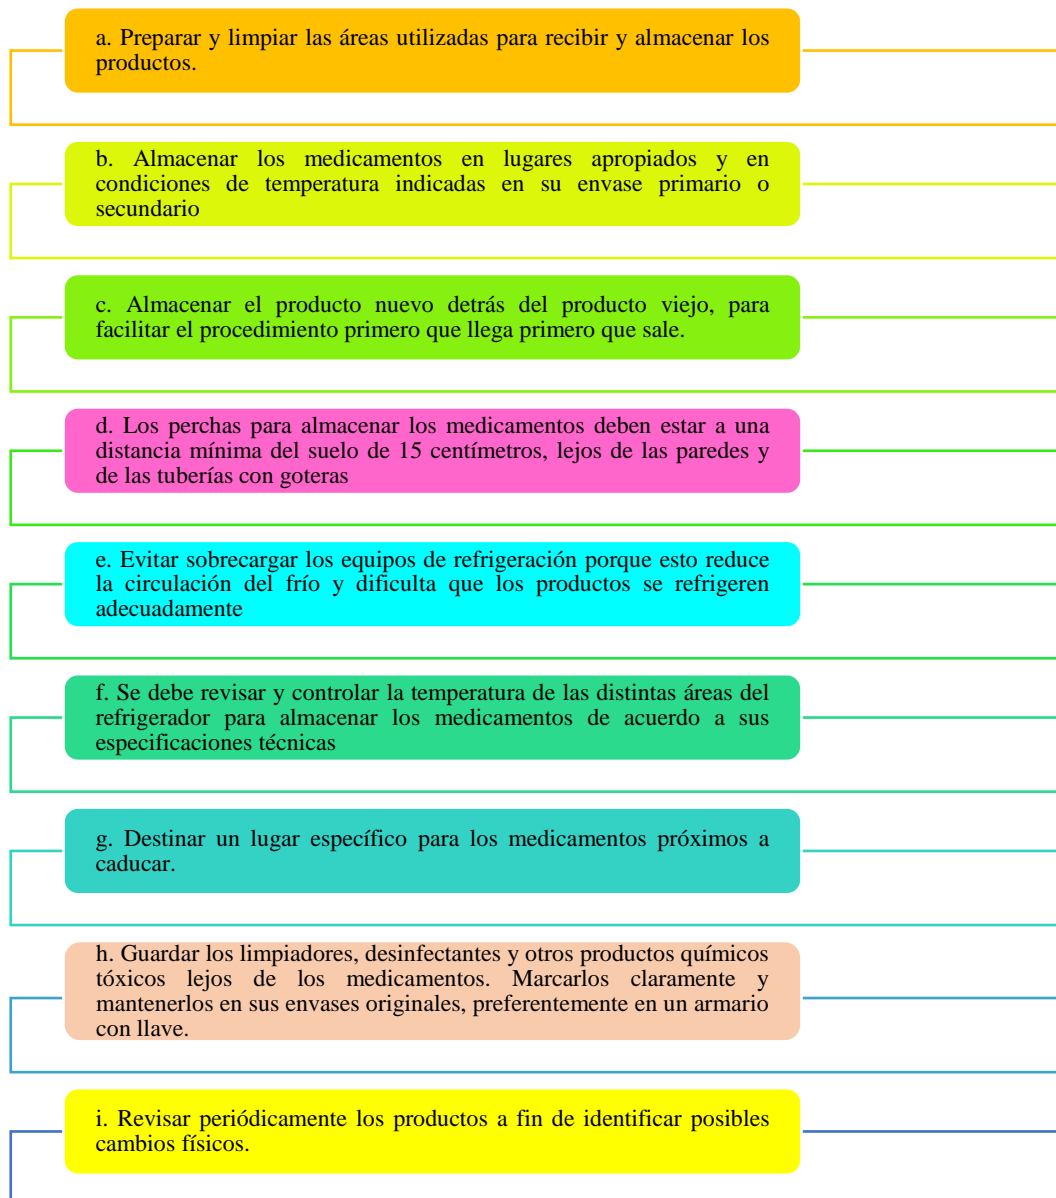 a. Preparar y limpiar las áreas utilizadas para recibir y almacenar los
productos.
b. Almacenar los medicamentos en lugares apropiados y en
condiciones de temperatura indicadas en su envase primario o
secundario
c. Almacenar el producto nuevo detrás del producto viejo, para
facilitar el procedimiento primero que llega primero que sale.
d. Los perchas para almacenar los medicamentos deben estar a una
distancia mínima del suelo de 15 centímetros, lejos de las paredes y
de las tuberías con goteras
e. Evitar sobrecargar los equipos de refrigeración porque esto reduce
la circulación del frío y dificulta que los productos se refrigeren
adecuadamente
f. Se debe revisar y controlar la temperatura de las distintas áreas del
refrigerador para almacenar los medicamentos de acuerdo a sus
especificaciones técnicas
g. Destinar un lugar específico para los medicamentos próximos a
caducar.
h. Guardar los limpiadores, desinfectantes y otros productos químicos
tóxicos lejos de los medicamentos. Marcarlos claramente y
mantenerlos en sus envases originales, preferentemente en un armario
con llave.
i. Revisar periódicamente los productos a fin de identificar posibles
cambios físicos.